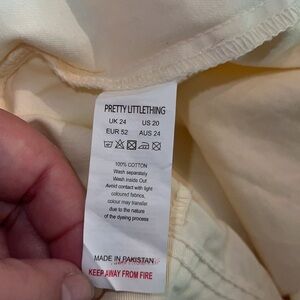 PRETTY LITTLETHING
UK 24 US 20
EUR 52 AUS 24
100% COTTON
Wash separately
Wash Inside Out
Avoid contact with light
coloured fabrics,
colour may transfer
due to the nature
of the dyeing process
MADE IN PAKISTAN
KEEP AWAY FROM FIRE